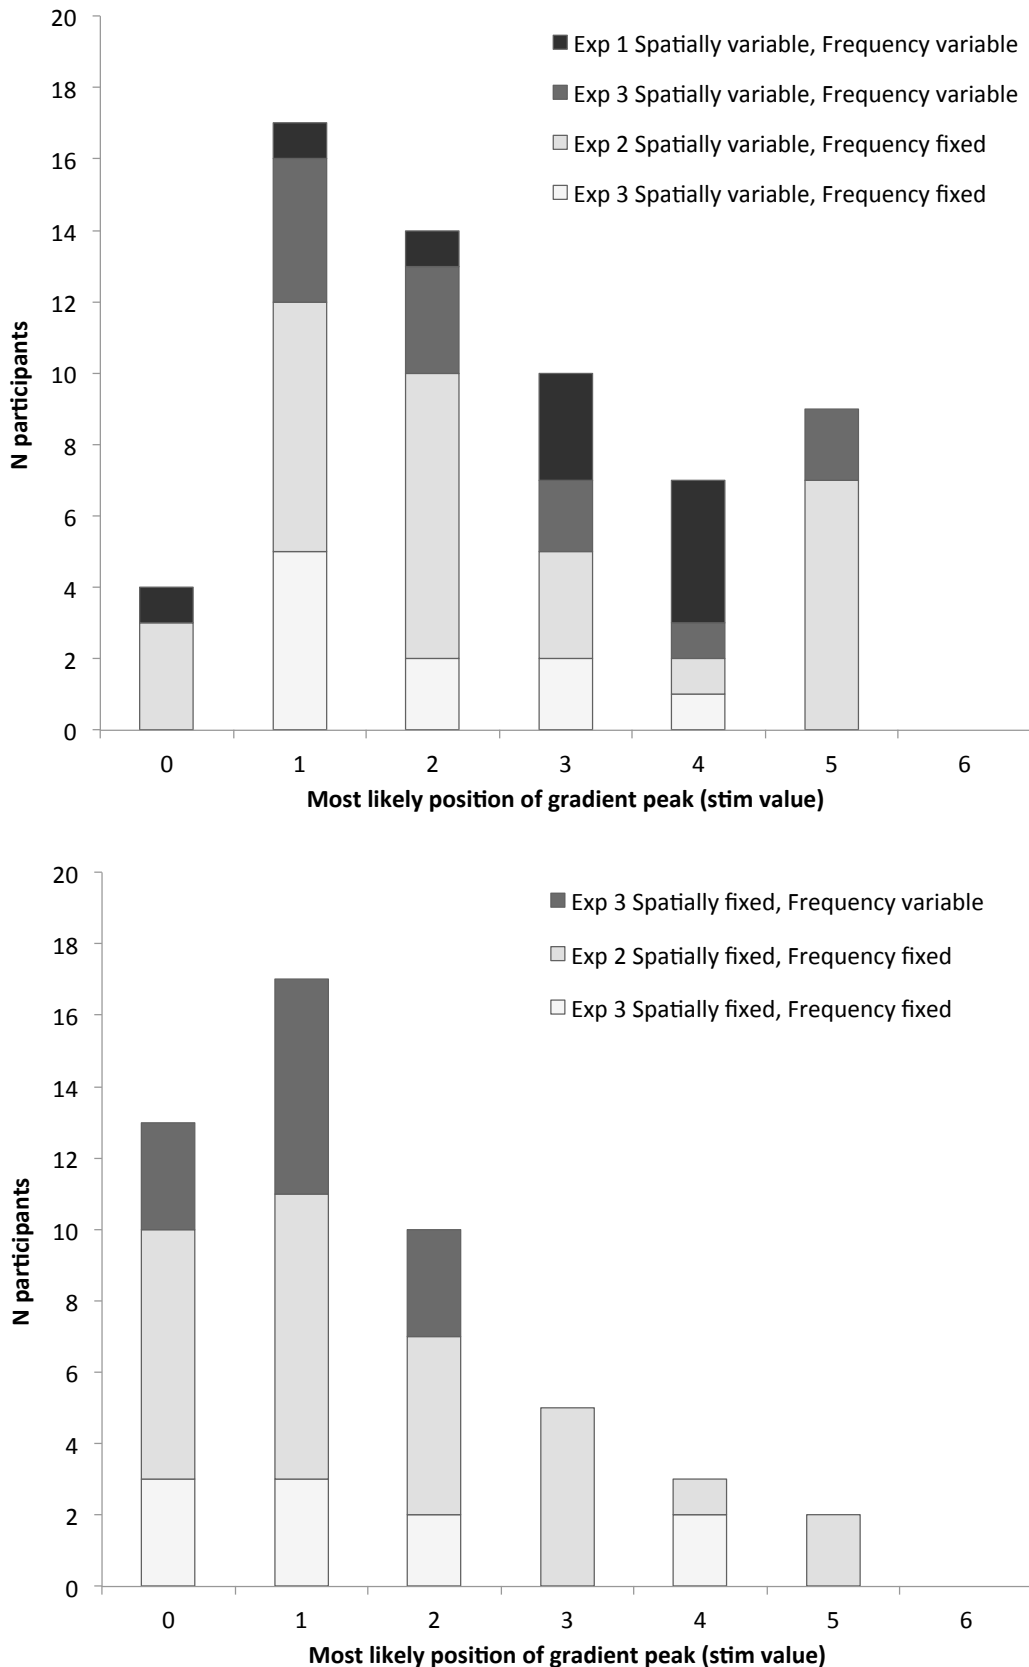 20
18
16
14
12
10
8
6
4
2
0
N participants
Exp 1 Spatially variable, Frequency variable
Exp 3 Spatially variable, Frequency variable
Exp 2 Spatially variable, Frequency fixed
Exp 3 Spatially variable, Frequency fixed
0 1 2 3 4 5 6
Most likely position of gradient peak (stim value)
20
18
16
14
12
10
8
6
4
2
0
N participants
Exp 3 Spatially fixed, Frequency variable
Exp 2 Spatially fixed, Frequency fixed
Exp 3 Spatially fixed, Frequency fixed
0 1 2 3 4 5 6
Most likely position of gradient peak (stim value)